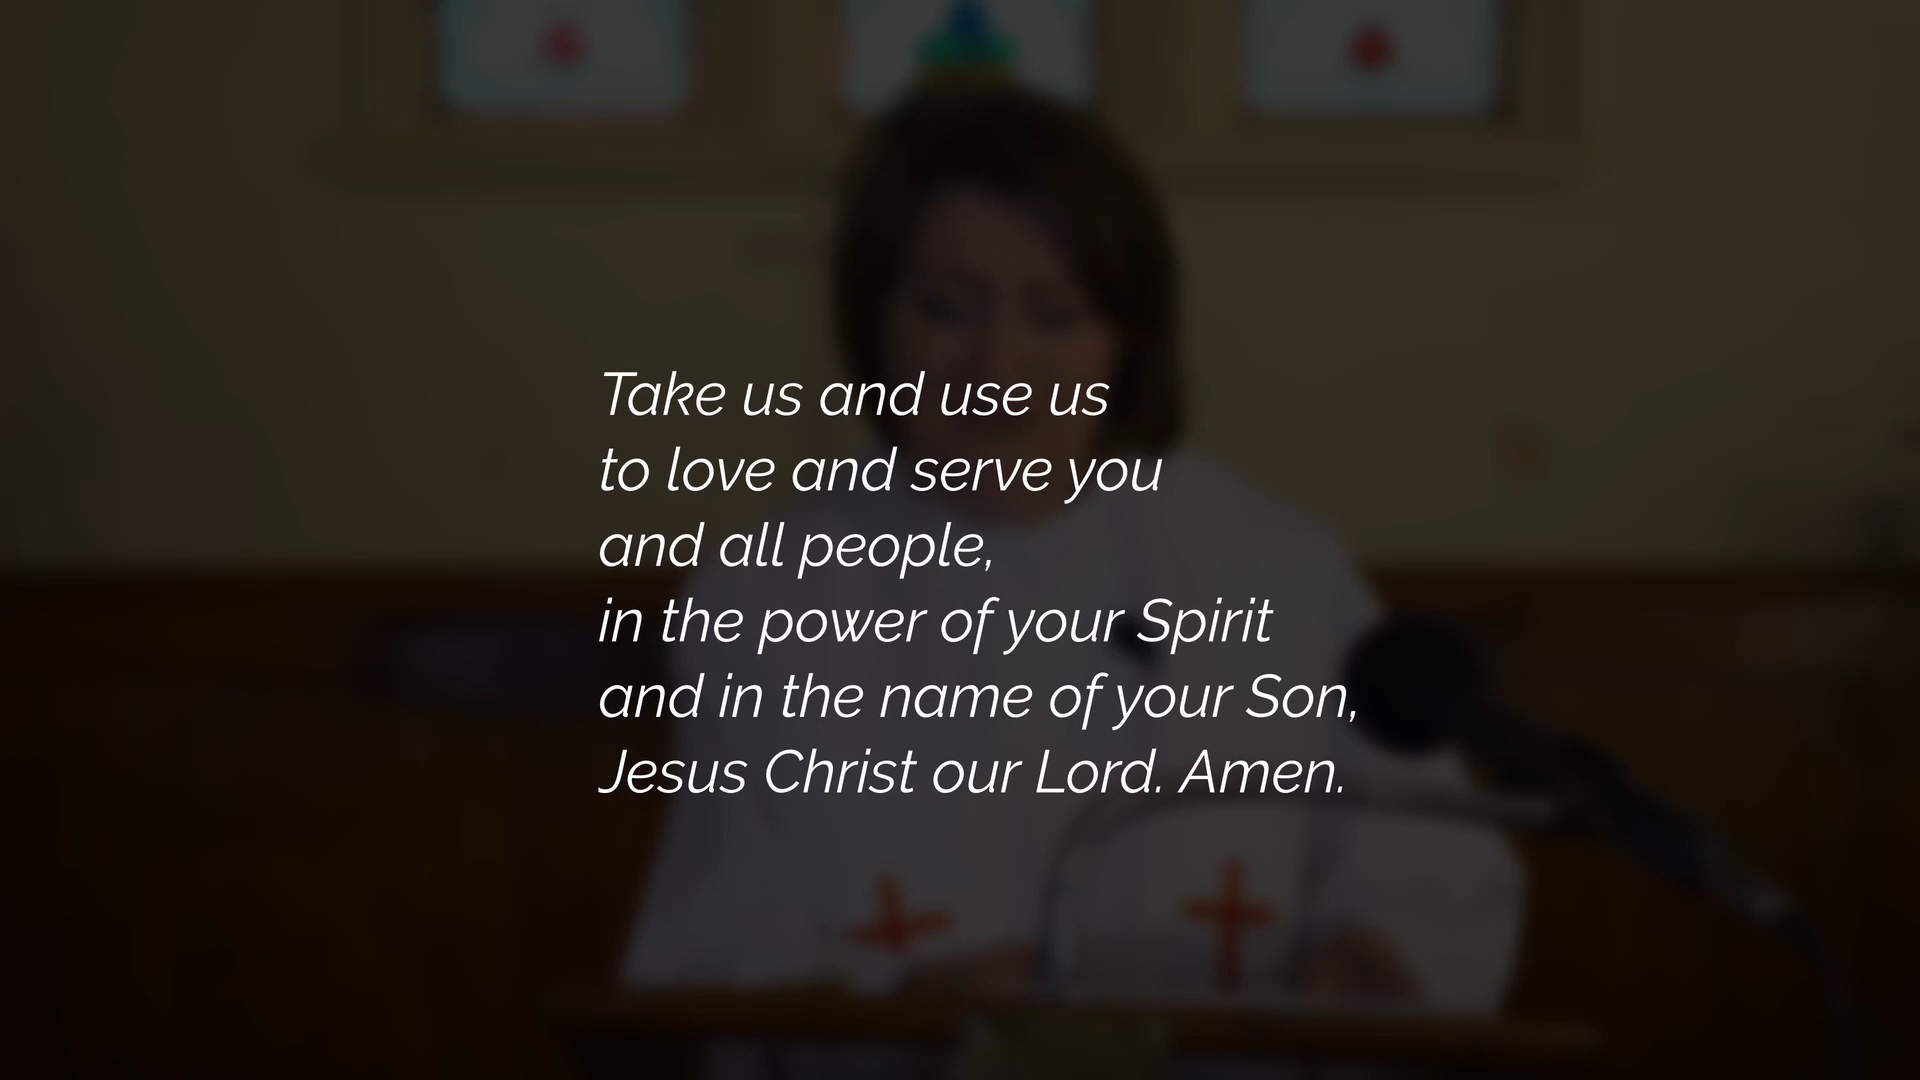 Take us and use us
to love and serve you
and all people,
in the power of your Spirit
and in the name of your Son,
Jesus Christ our Lord. Amen.